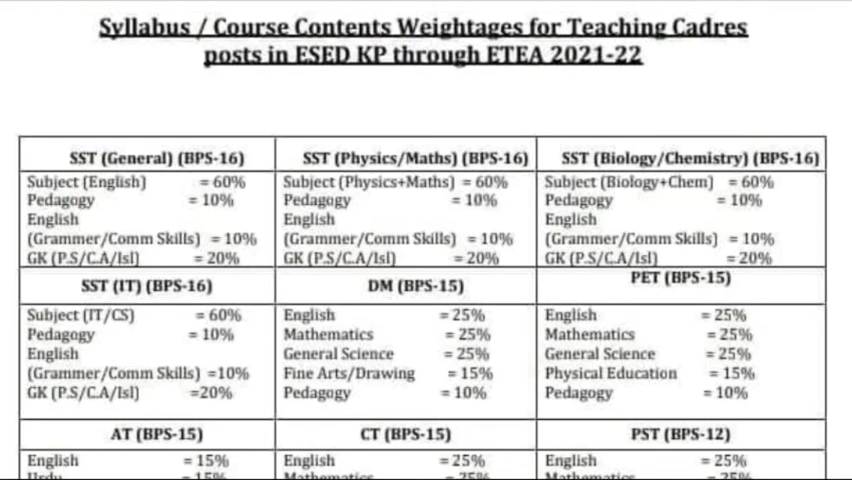 Syllabus / Course Contents Weightages for Teaching Cadres
posts in ESED KP through ETEA 2021-22
SST (General) (BPS-16)
Subject (English) = 60%
Pedagogy = 10%
English
(Grammer/Comm Skills) = 10%
GK (P.S/C.A/Isl) = 20%
SST (Physics/Maths) (BPS-16)
Subject (Physics+Maths) = 60%
Pedagogy = 10%
English
(Grammer/Comm Skills) = 10%
GK (P.S/C.A/Isl) = 20%
SST (Biology/Chemistry) (BPS-16)
Subject (Biology+Chem) = 60%
Pedagogy = 10%
English
(Grammer/Comm Skills) = 10%
GK (P.S/C.A/Isl) = 20%
SST (IT) (BPS-16)
Subject (IT/CS) = 60%
Pedagogy = 10%
English
(Grammer/Comm Skills) =10%
GK (P.S/C.A/Isl) =20%
DM (BPS-15)
English = 25%
Mathematics = 25%
General Science = 25%
Fine Arts/Drawing = 15%
Pedagogy = 10%
PET (BPS-15)
English = 25%
Mathematics = 25%
General Science = 25%
Physical Education = 15%
Pedagogy = 10%
AT (BPS-15)
English = 15%
Urdu = 15%
CT (BPS-15)
English = 25%
Mathematics = 25%
PST (BPS-12)
English = 25%
Mathematics = 25%